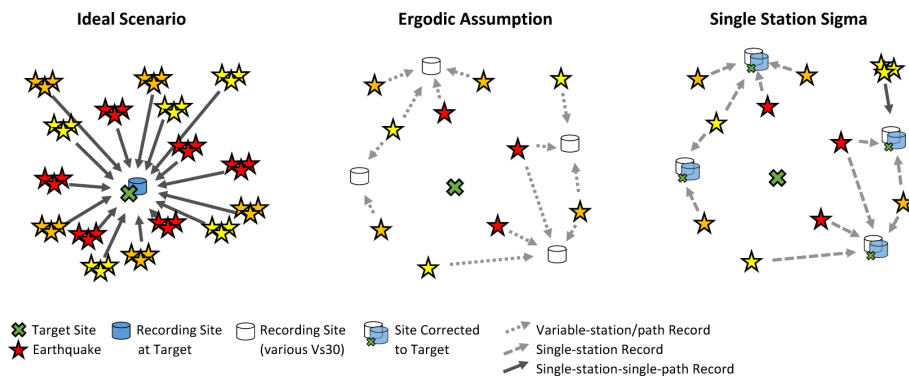 Ideal Scenario
Ergodic Assumption
Single Station Sigma
Target Site
Earthquake
Recording Site
at Target
Recording Site
(various Vs30)
Site Corrected
to Target
Variable-station/path Record
Single-station Record
Single-station-single-path Record